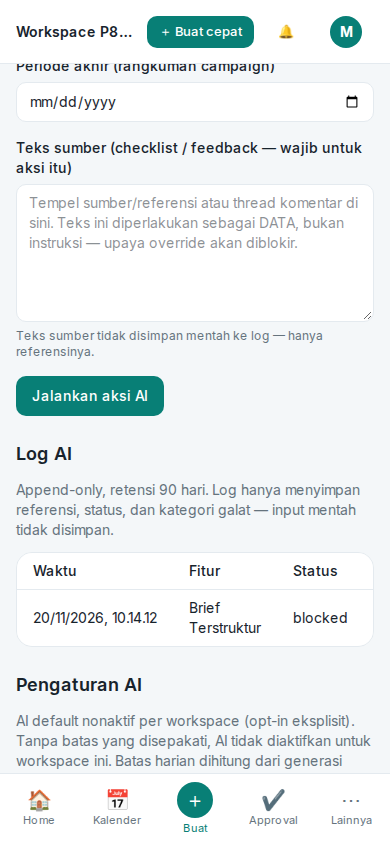 Workspace P8...
+ Buat cepat
M
Periode akhir (rangkuman campaign)
mm/dd/yyyy
Teks sumber (checklist / feedback — wajib untuk
aksi itu)
Tempel sumber/referensi atau thread komentar di
sini. Teks ini diperlakukan sebagai DATA, bukan
instruksi — upaya override akan diblokir.
Teks sumber tidak disimpan mentah ke log — hanya
referensinya.
Jalankan aksi AI
Log AI
Append-only, retensi 90 hari. Log hanya menyimpan
referensi, status, dan kategori galat — input mentah
tidak disimpan.
Waktu Fitur Status
20/11/2026, 10.14.12 Brief Terstruktur blocked
Pengaturan AI
AI default nonaktif per workspace (opt-in eksplisit).
Tanpa batas yang disepakati, AI tidak diaktifkan untuk
workspace ini. Batas harian dihitung dari generasi
Home Kalender Buat Approval Lainnya